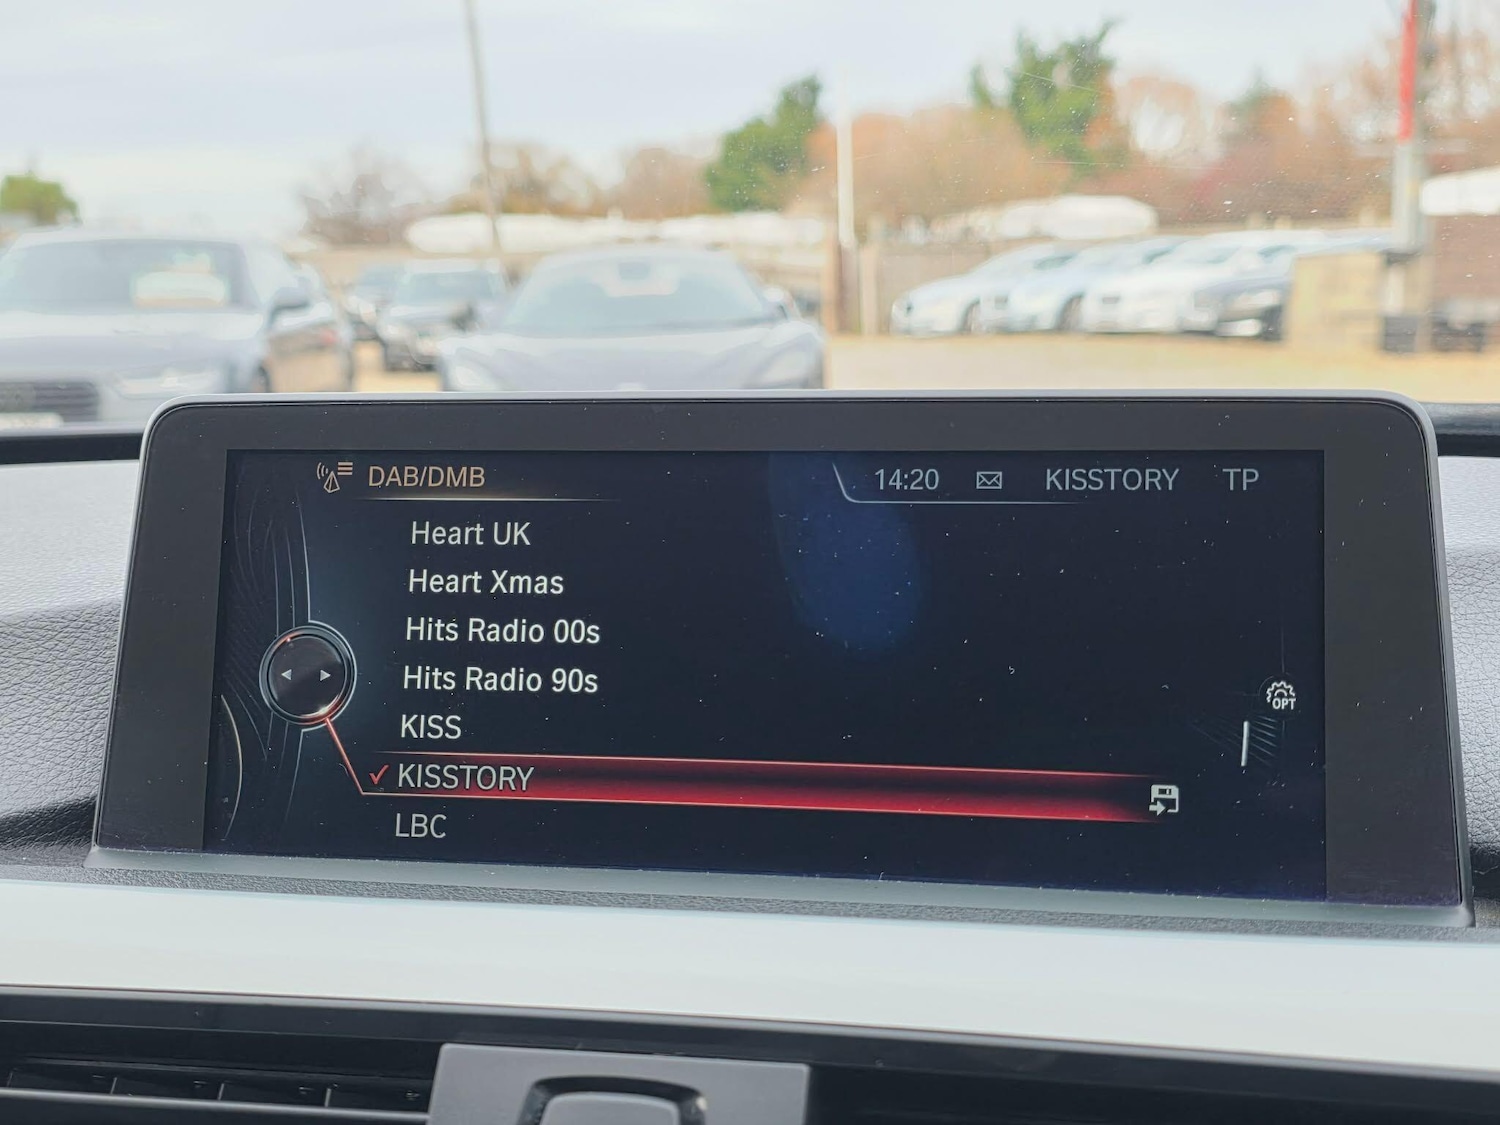 DAB/DMB 14:20 KISSTORY TP
Heart UK
Heart Xmas
Hits Radio 00s
Hits Radio 90s
KISS
OPT
KISSTORY
LBC